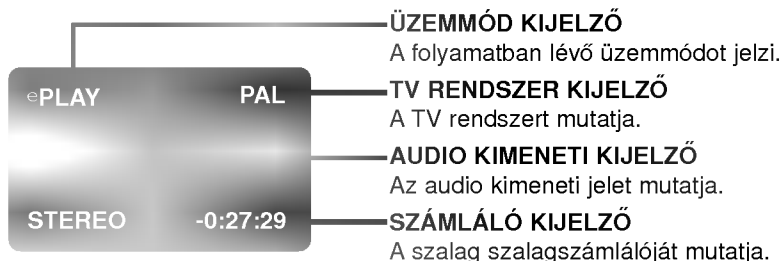 ÜZEMMÓD KIJELZŐ
A folyamatban lévő üzemmódot jelzi.
ePLAY PAL
TV RENDSZER KIJELZŐ
A TV rendszert mutatja.
AUDIO KIMENETI KIJELZŐ
Az audio kimeneti jelet mutatja.
STEREO -0:27:29
SZÁMLÁLÓ KIJELZŐ
A szalag szalagszámlálóját mutatja.